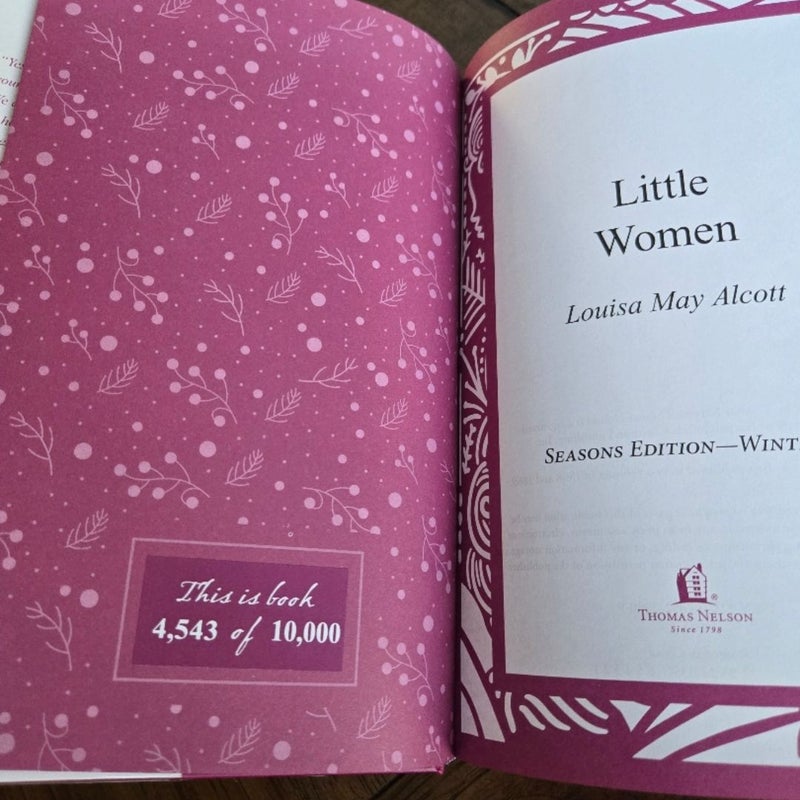 This is book
4,543 of 10,000
Little
Women
Louisa May Alcott
SEASONS EDITION—WINT
THOMAS NELSON
Since 1798